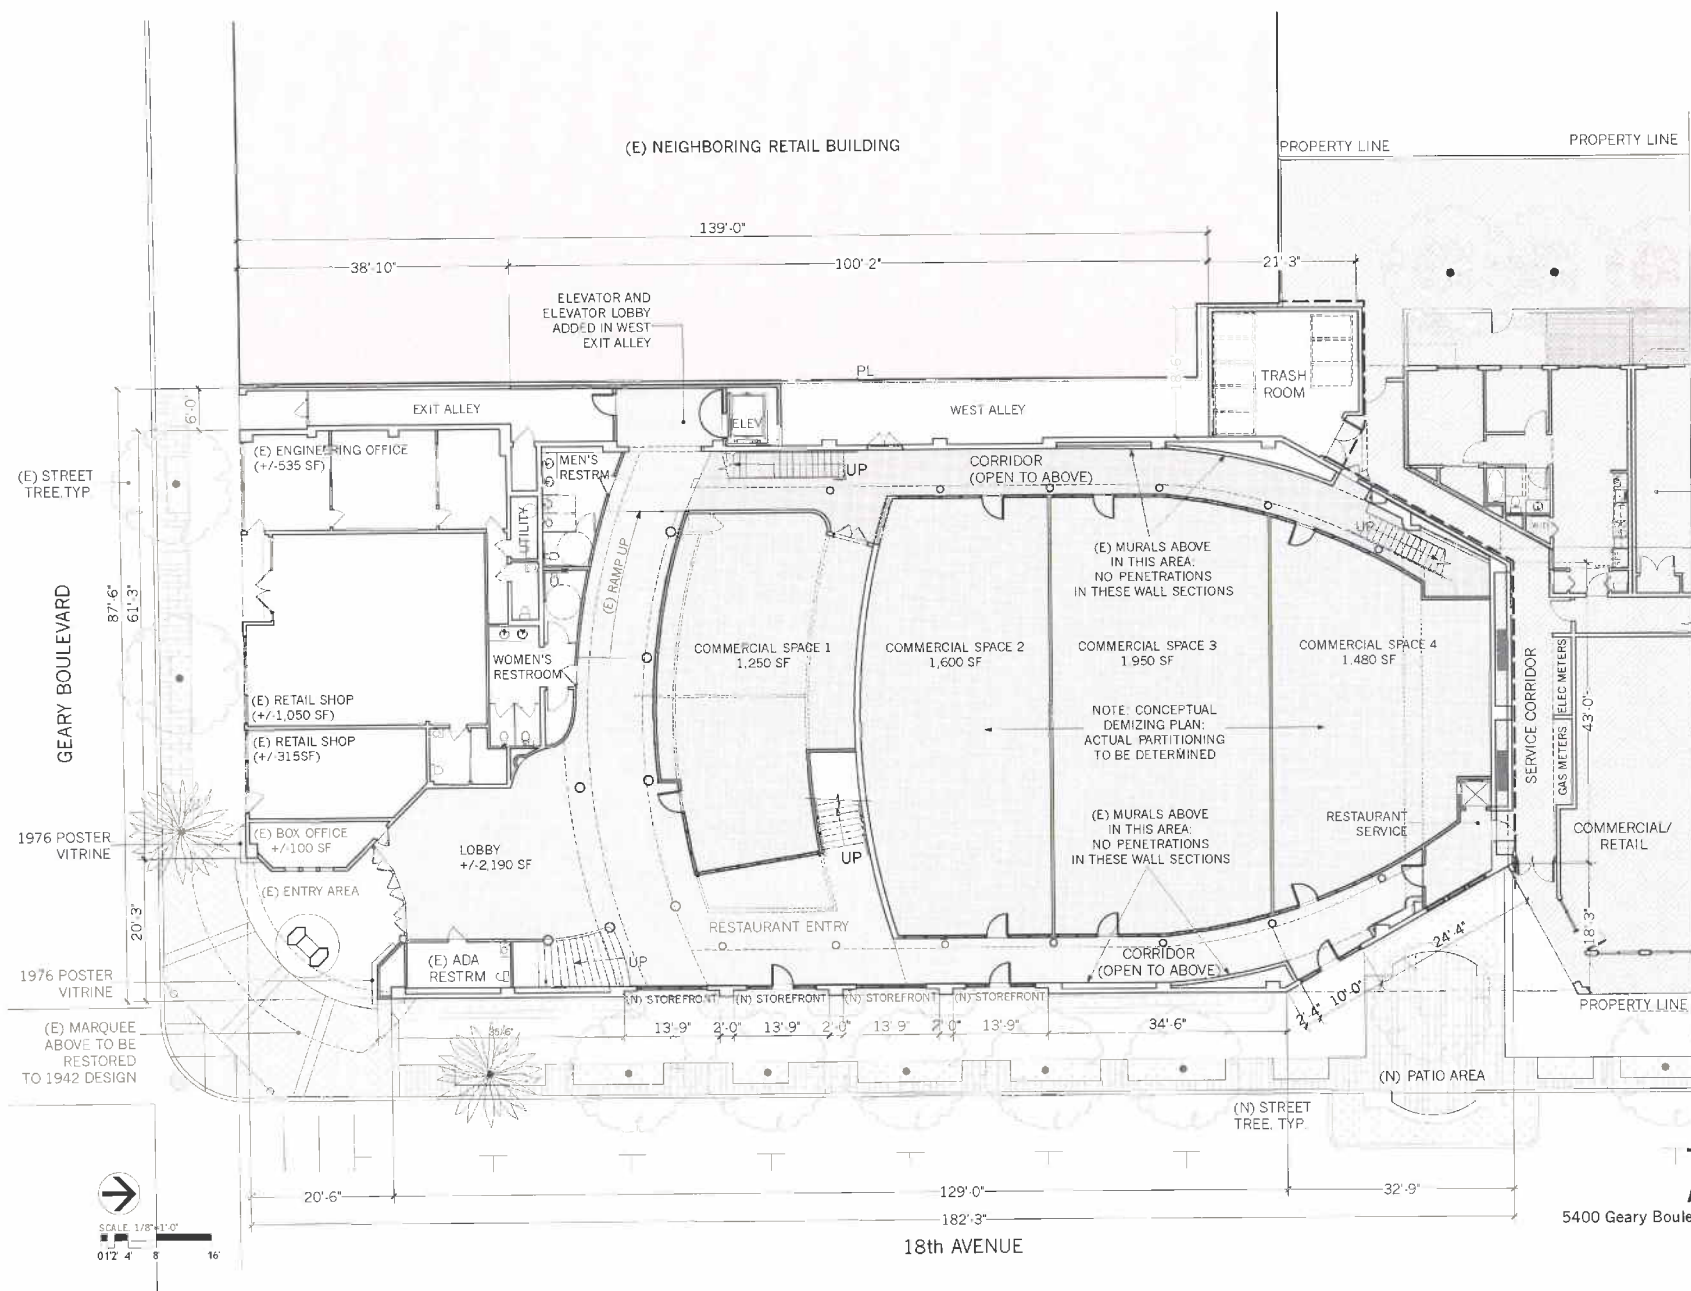 (E) NEIGHBORING RETAIL BUILDING
PROPERTY LINE
PROPERTY LINE
139'-0"
38'-10"
100'-2"
21'-3"
ELEVATOR AND
ELEVATOR LOBBY
ADDED IN WEST
EXIT ALLEY
PL
TRASH
ROOM
6'-0"
EXIT ALLEY
ELEV
WEST ALLEY
(E) ENGINEERING OFFICE
(+/-535 SF)
MEN'S
RESTRM
UP
CORRIDOR
(OPEN TO ABOVE)
(E) STREET
TREE, TYP
UTILITY
(E) RAMP UP
UP
(E) MURALS ABOVE
IN THIS AREA:
NO PENETRATIONS
IN THESE WALL SECTIONS
GEARY BOULEVARD
87'-6"
61'-3"
COMMERCIAL SPACE 1
1,250 SF
COMMERCIAL SPACE 2
1,600 SF
COMMERCIAL SPACE 3
1.950 SF
COMMERCIAL SPACE 4
1.480 SF
WOMEN'S
RESTROOM
(E) RETAIL SHOP
(+/-1,050 SF)
NOTE: CONCEPTUAL
DEMIZING PLAN;
ACTUAL PARTITIONING
TO BE DETERMINED
SERVICE CORRIDOR
ELEC METERS
GAS METERS
43'-0"
(E) RETAIL SHOP
(+/-315SF)
(E) MURALS ABOVE
IN THIS AREA:
NO PENETRATIONS
IN THESE WALL SECTIONS
RESTAURANT
SERVICE
COMMERCIAL/
RETAIL
1976 POSTER
VITRINE
(E) BOX OFFICE
+/-100 SF
LOBBY
+/-2,190 SF
UP
(E) ENTRY AREA
20'-3"
RESTAURANT ENTRY
18'-3"
24'-4"
1976 POSTER
VITRINE
(E) ADA
RESTRM
UP
CORRIDOR
(OPEN TO ABOVE)
(N) STOREFRONT
(N) STOREFRONT
(N) STOREFRONT
(N) STOREFRONT
2'-4"
10'-0"
PROPERTY LINE
(E) MARQUEE
ABOVE TO BE
RESTORED
TO 1942 DESIGN
13'-9"
2'-0"
13'-9"
2'-0"
13'-9"
2'-0"
13'-9"
34'-6"
(N) PATIO AREA
(N) STREET
TREE, TYP.
20'-6"
129'-0"
32'-9"
182'-3"
18th AVENUE
5400 Geary Boule
SCALE: 1/8"=1'-0"
0 1'2' 4' 8' 16'